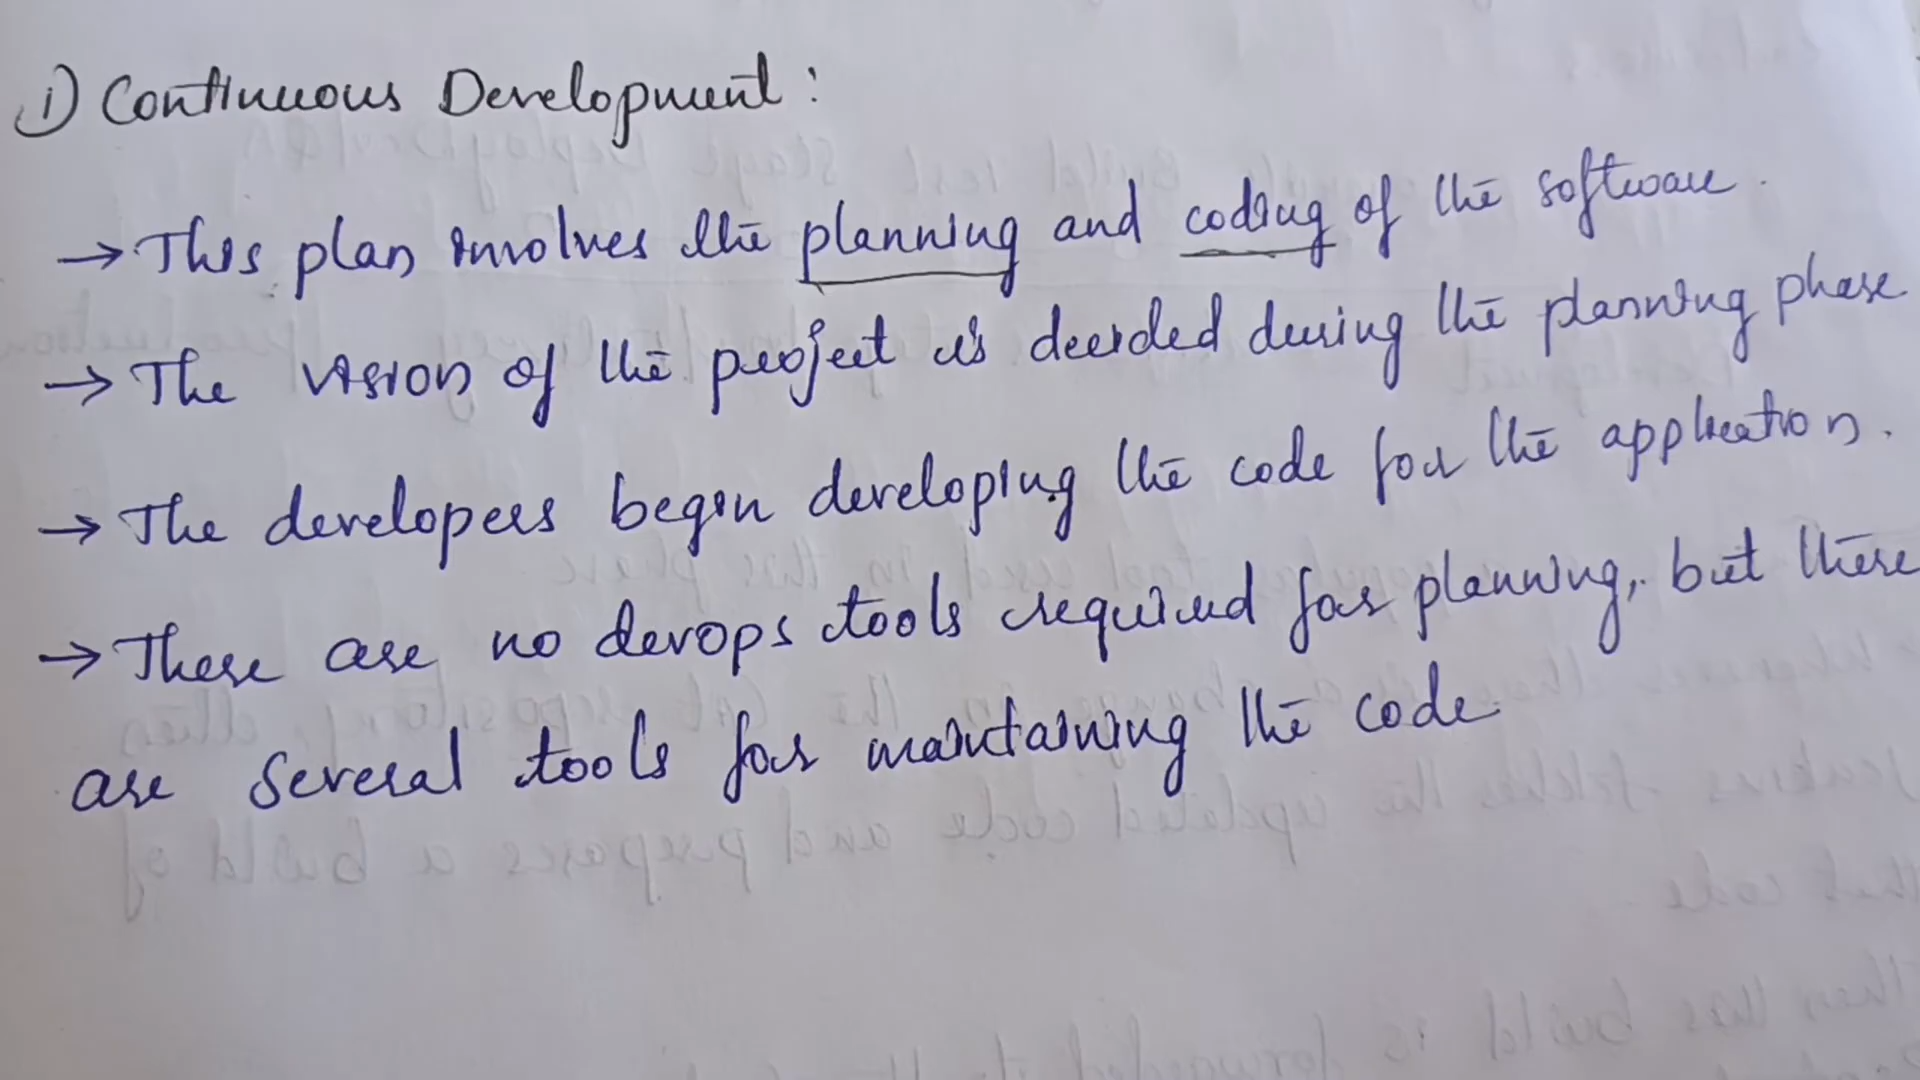 i) Continuous Development:
→ This plan involves the planning and coding of the software.
→ The vision of the project is decided during the planning phase
→ The developers begin developing the code for the application.
→ There are no devops tools required for planning, but there
are several tools for maintaining the code.